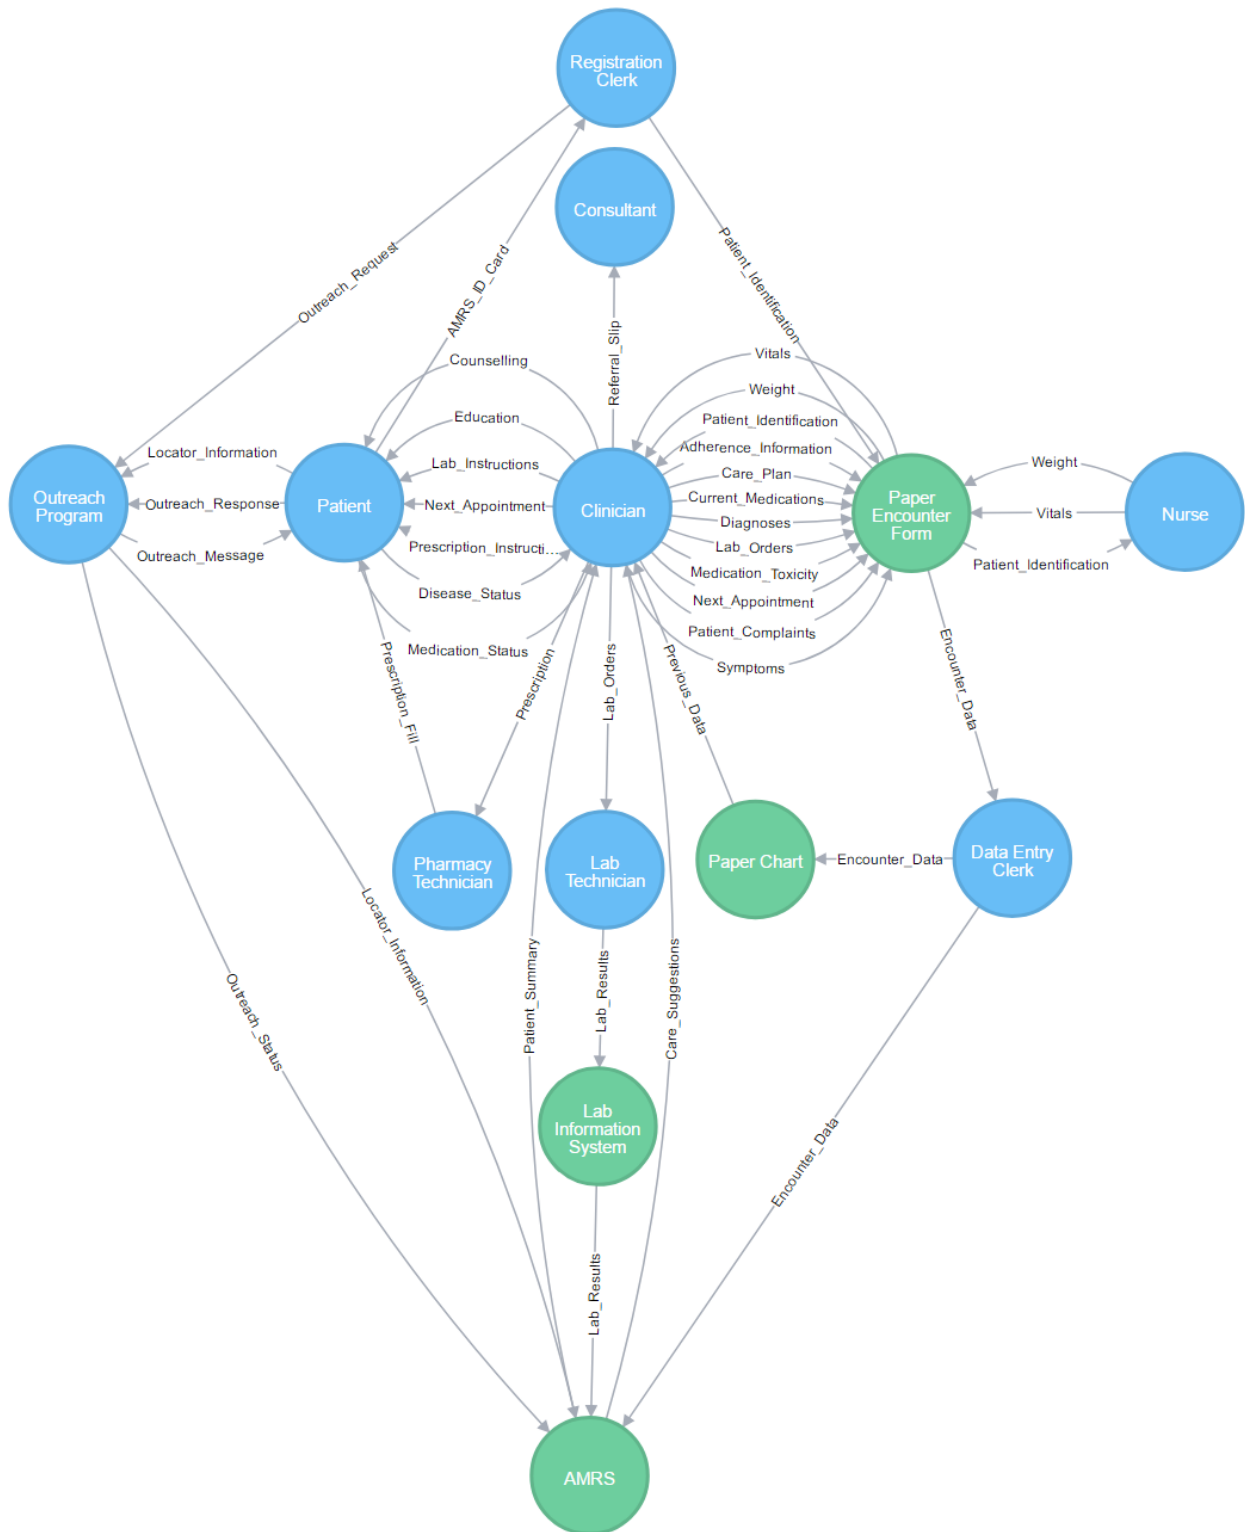 Registration
Clerk
Consultant
Outreach_Request
AMRS_ID_Card
Referral_Slip
Patient_Identification
Counselling
Vitals
Education
Weight
Patient_Identification
Locator_Information
Lab_Instructions
Adherence_Information
Weight
Care_Plan
Outreach
Program
Outreach_Response
Patient
Next_Appointment
Clinician
Current_Medications
Paper
Encounter
Form
Vitals
Nurse
Diagnoses
Outreach_Message
Prescription_Instructi...
Lab_Orders
Patient_Identification
Medication_Toxicity
Disease_Status
Next_Appointment
Patient_Complaints
Medication_Status
Symptoms
Prescription_Fill
Prescription
Lab_Orders
Previous_Data
Encounter_Data
Pharmacy
Technician
Lab
Technician
Paper Chart
Encounter_Data
Data Entry
Clerk
Locator_Information
Outreach_Status
Patient_Summary
Lab_Results
Care_Suggestions
Lab
Information
System
Encounter_Data
Lab_Results
AMRS